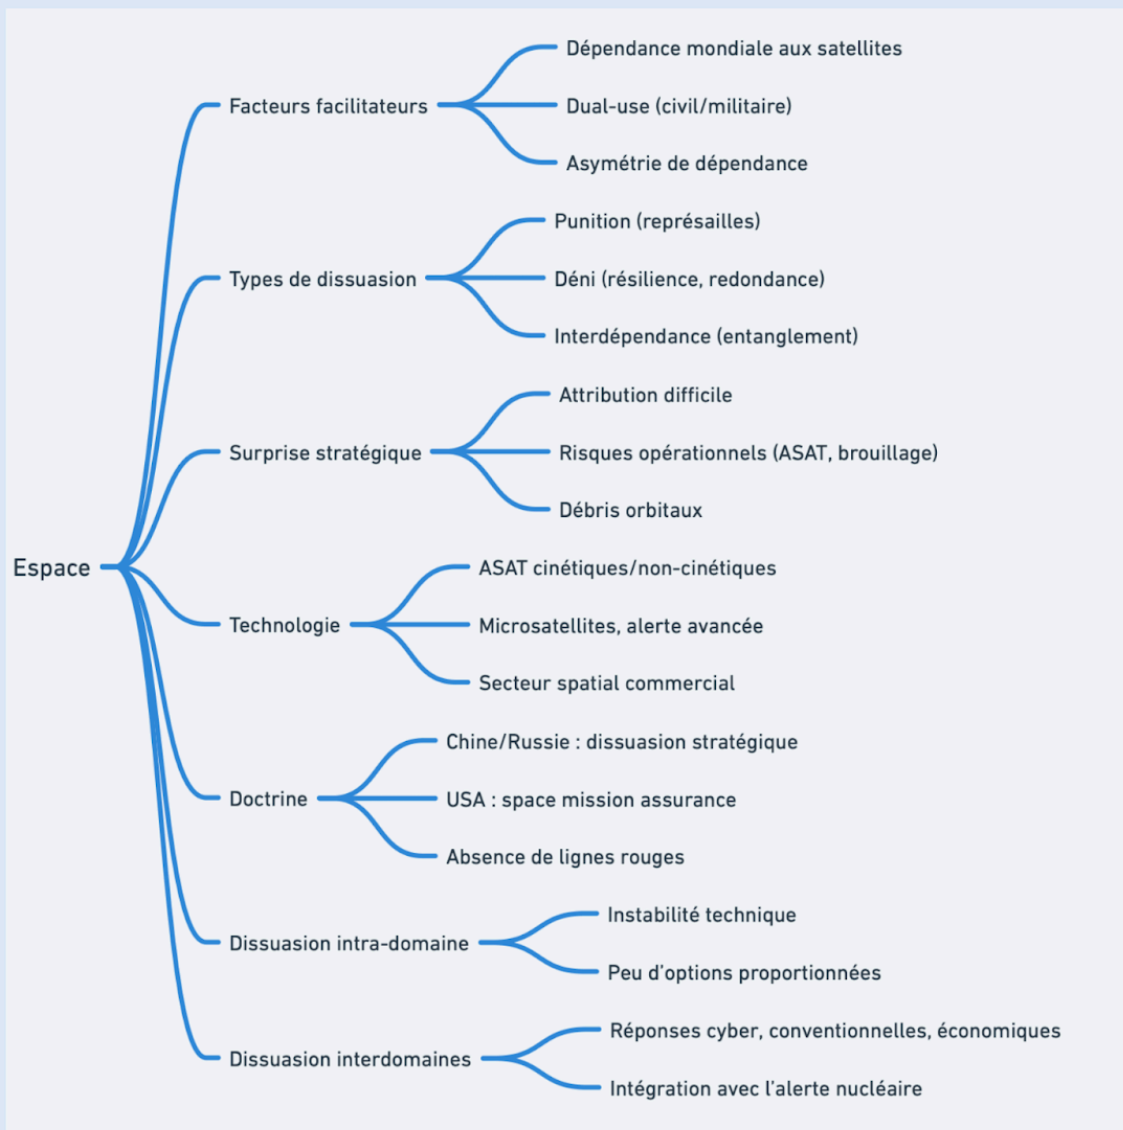 Espace
Facteurs facilitateurs
Dépendance mondiale aux satellites
Dual-use (civil/militaire)
Asymétrie de dépendance
Types de dissuasion
Punition (représailles)
Déni (résilience, redondance)
Interdépendance (entanglement)
Surprise stratégique
Attribution difficile
Risques opérationnels (ASAT, brouillage)
Débris orbitaux
Technologie
ASAT cinétiques/non-cinétiques
Microsatellites, alerte avancée
Secteur spatial commercial
Doctrine
Chine/Russie : dissuasion stratégique
USA : space mission assurance
Absence de lignes rouges
Dissuasion intra-domaine
Instabilité technique
Peu d'options proportionnées
Dissuasion interdomaines
Réponses cyber, conventionnelles, économiques
Intégration avec l'alerte nucléaire